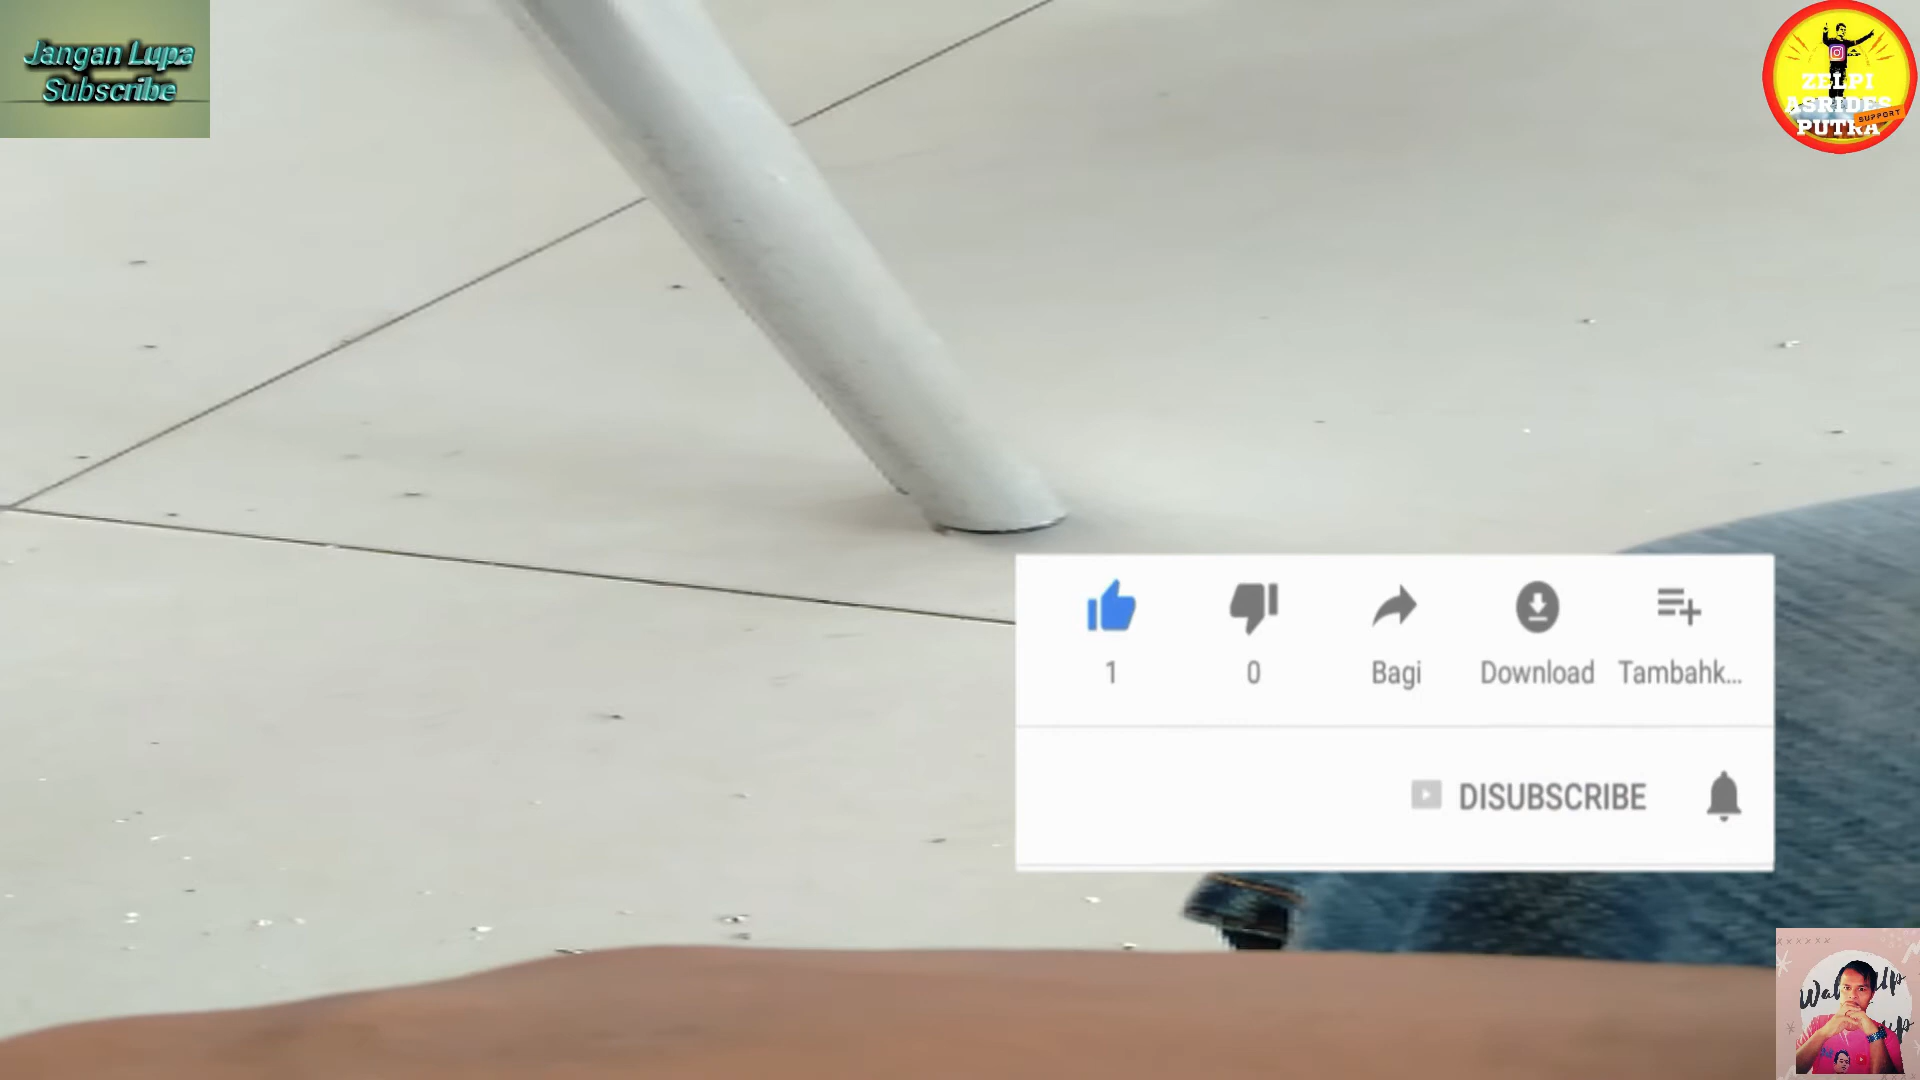 Jangan Lupa
Subscribe
ZELPI
ASRIDES
SUPPORT
PUTRA
1
0
Bagi
Download
Tambahk...
DISUBSCRIBE